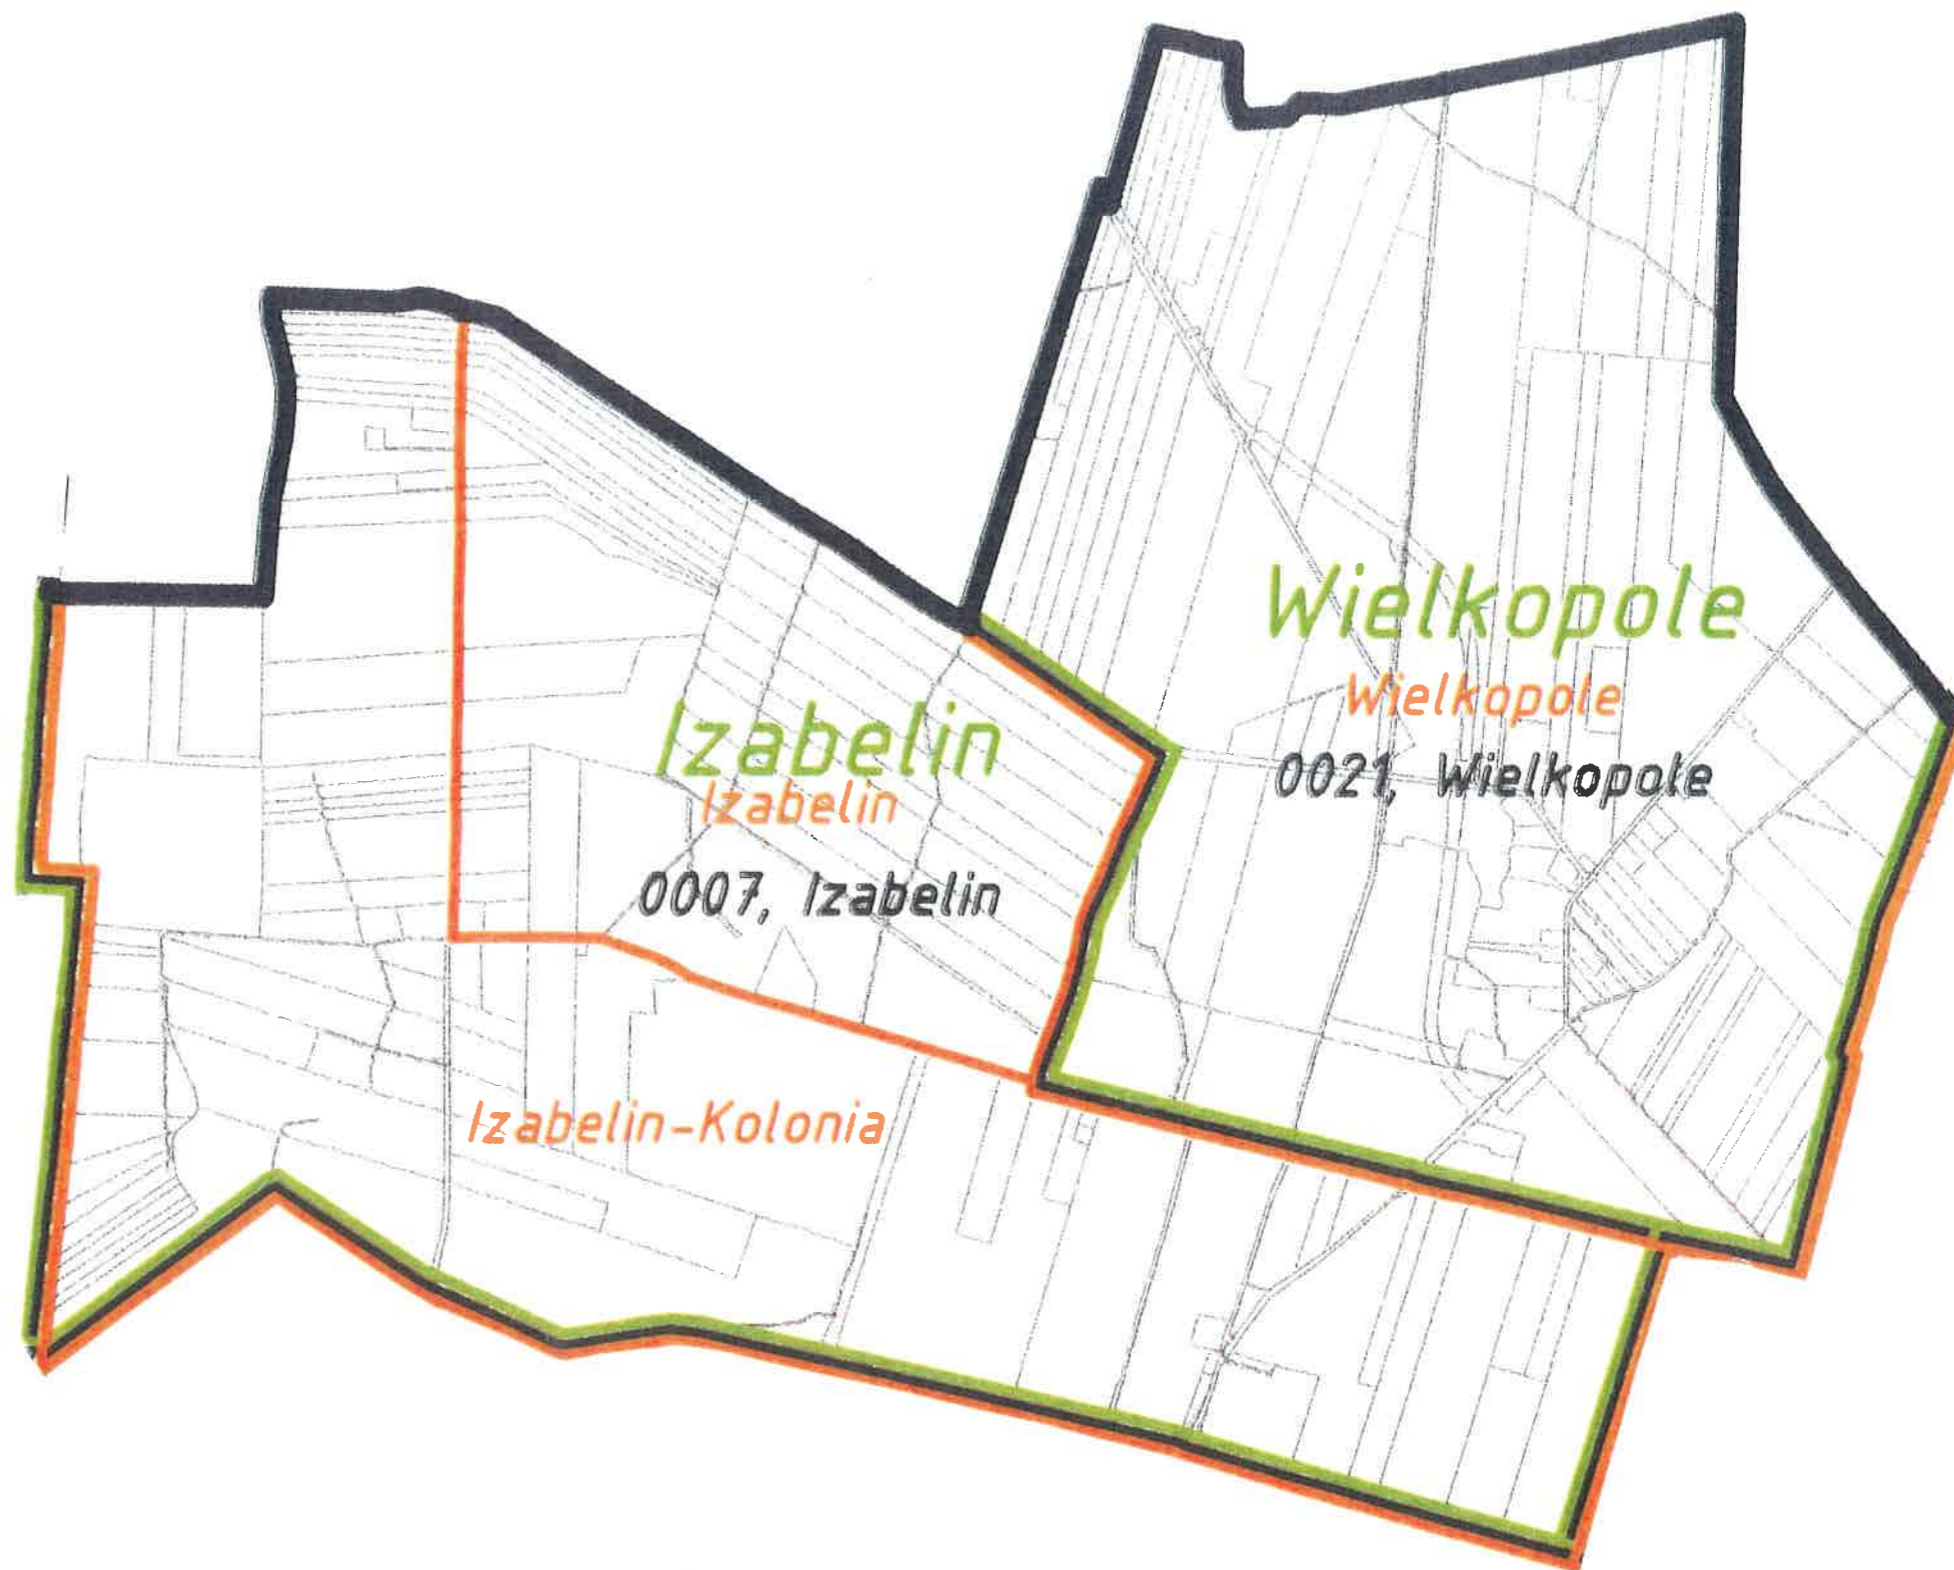 Wielkopole
Wielkopole
0021, Wielkopole
Izabelin
Izabelin
0007, Izabelin
Izabelin-Kolonia